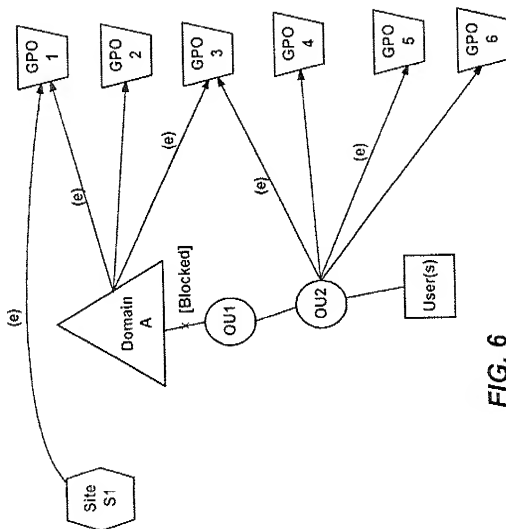 GPO
1
GPO
2
GPO
3
GPO
4
GPO
5
GPO
6
(e)
(e)
(e)
(e)
(e)
Site
S1
Domain
A
× [Blocked]
OU1
OU2
User(s)
FIG. 6